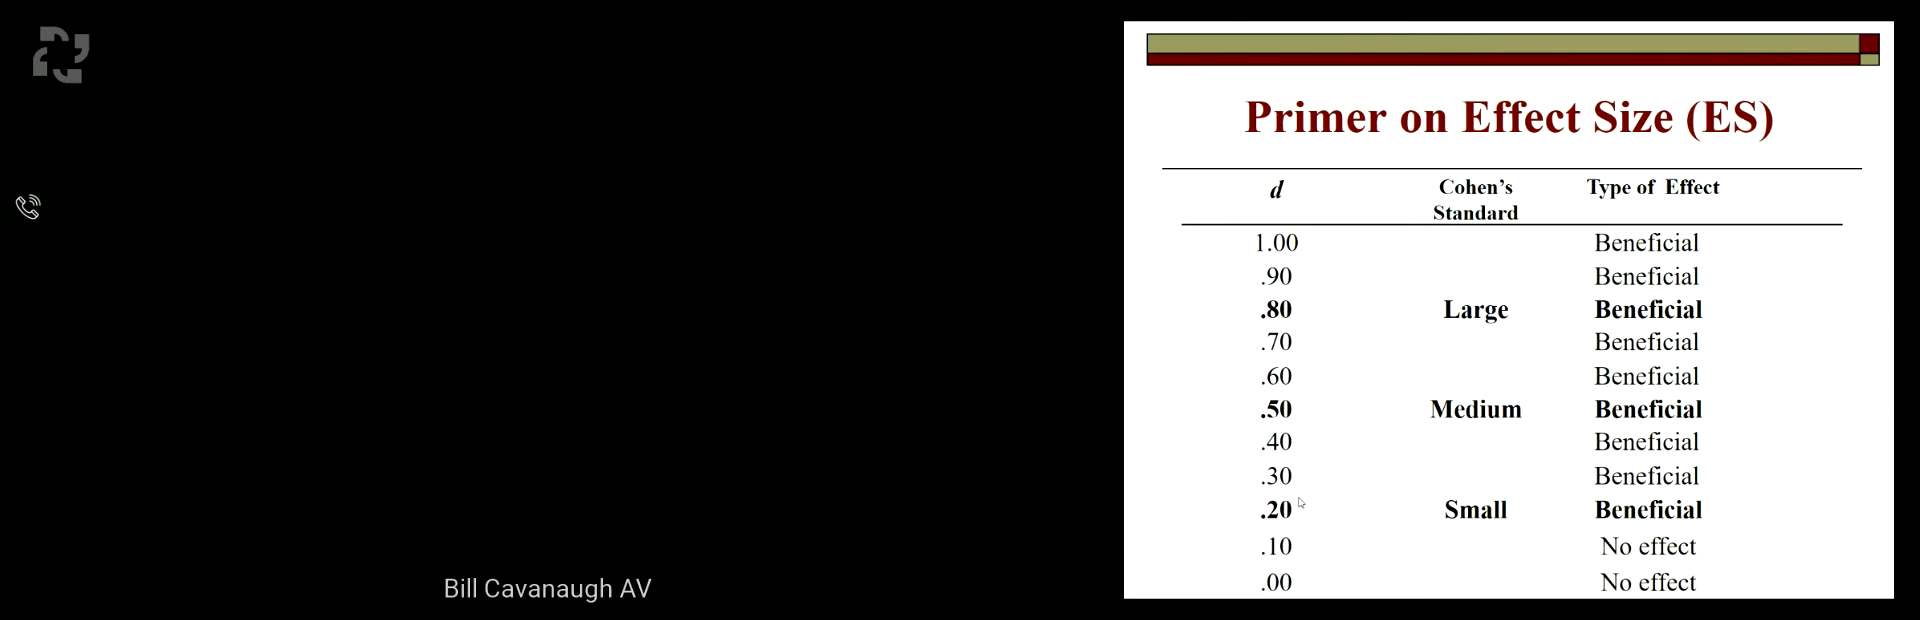 Primer on Effect Size (ES)
d Cohen's Standard Type of Effect
1.00 Beneficial
.90 Beneficial
.80 Large Beneficial
.70 Beneficial
.60 Beneficial
.50 Medium Beneficial
.40 Beneficial
.30 Beneficial
.20 Small Beneficial
.10 No effect
.00 No effect
Bill Cavanaugh AV